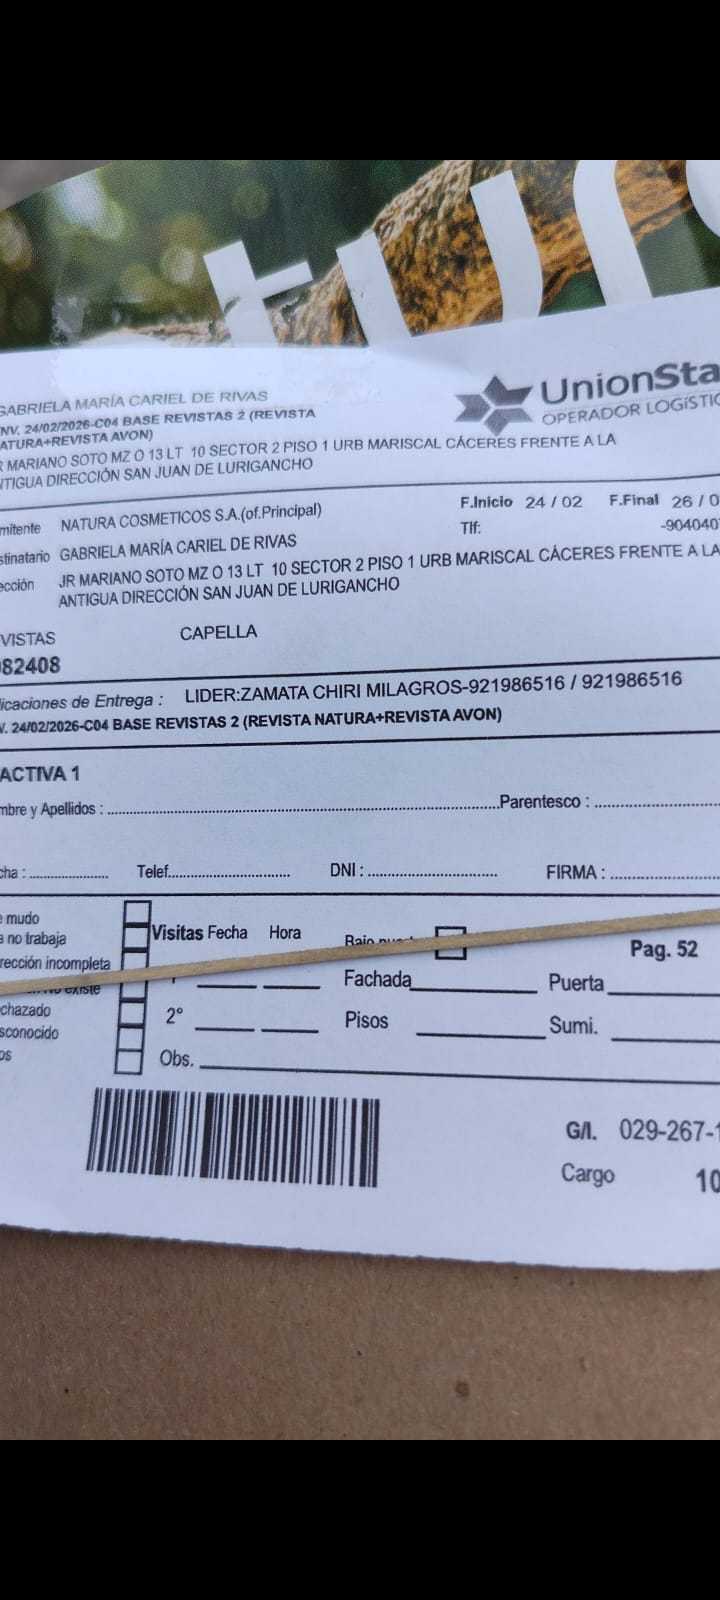 GABRIELA MARÍA CARIEL DE RIVAS
NV. 24/02/2026-C04 BASE REVISTAS 2 (REVISTA
NATURA+REVISTA AVON)
R MARIANO SOTO MZ O 13 LT 10 SECTOR 2 PISO 1 URB MARISCAL CÁCERES FRENTE A LA
NTIGUA DIRECCIÓN SAN JUAN DE LURIGANCHO
UnionSta
OPERADOR LOGÍSTIC
mitente NATURA COSMETICOS S.A.(of.Principal)
F.Inicio 24 / 02 F.Final 26 / 0
Tlf: -904040
stinatario GABRIELA MARÍA CARIEL DE RIVAS
ección JR MARIANO SOTO MZ O 13 LT 10 SECTOR 2 PISO 1 URB MARISCAL CÁCERES FRENTE A LA
ANTIGUA DIRECCIÓN SAN JUAN DE LURIGANCHO
VISTAS CAPELLA
082408
licaciones de Entrega : LIDER:ZAMATA CHIRI MILAGROS-921986516 / 921986516
V. 24/02/2026-C04 BASE REVISTAS 2 (REVISTA NATURA+REVISTA AVON)
ACTIVA 1
mbre y Apellidos : Parentesco :
cha : Telef. DNI : FIRMA :
e mudo
a no trabaja
rección incompleta
no existe
chazado
sconocido
os
Visitas Fecha Hora
2°
Obs.
Bajo
Fachada
Pisos
Pag. 52
Puerta
Sumi.
G/I. 029-267-1
Cargo 10